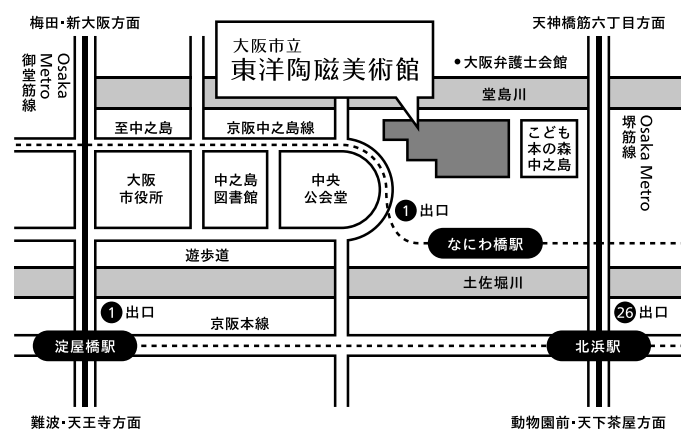 梅田・新大阪方面
天神橋筋六丁目方面
大阪市立
東洋陶磁美術館
Osaka
Metro
御堂筋線
・大阪弁護士会館
堂島川
至中之島
京阪中之島線
こども
本の森
中之島
Osaka Metro
堺筋線
大阪
市役所
中之島
図書館
中央
公会堂
1 出口
なにわ橋駅
遊歩道
土佐堀川
1 出口
京阪本線
26 出口
淀屋橋駅
北浜駅
難波・天王寺方面
動物園前・天下茶屋方面